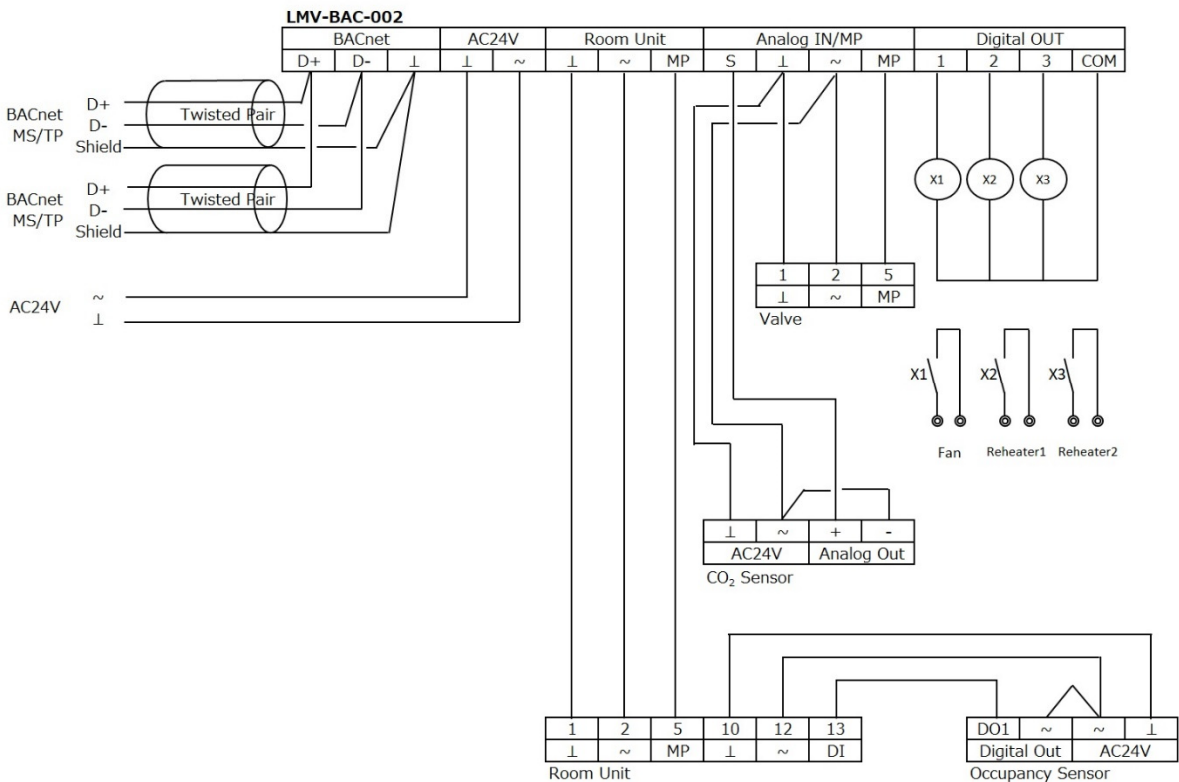 LMV-BAC-002
BACnet AC24V Room Unit Analog IN/MP Digital OUT
D+ D- ⊥ ⊥ ~ ⊥ ~ MP S ⊥ ~ MP 1 2 3 COM
BACnet MS/TP
D+
D-
Shield
Twisted Pair
BACnet MS/TP
D+
D-
Shield
Twisted Pair
AC24V
~
⊥
X1 X2 X3
1 2 5
⊥ ~ MP
Valve
X1 X2 X3
Fan Reheater1 Reheater2
⊥ ~ + -
AC24V Analog Out
CO₂ Sensor
1 2 5 10 12 13
⊥ ~ MP ⊥ ~ DI
Room Unit
DO1 ~ ~ ⊥
Digital Out AC24V
Occupancy Sensor